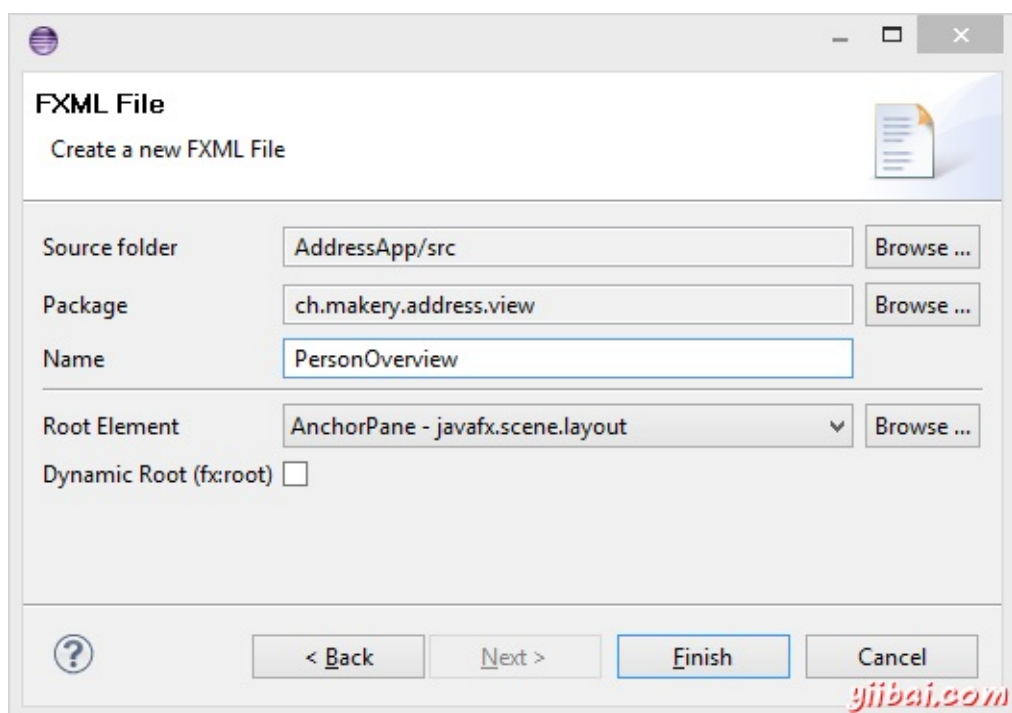 FXML File
Create a new FXML File
Source folder AddressApp/src Browse ...
Package ch.makery.address.view Browse ...
Name PersonOverview
Root Element AnchorPane - javafx.scene.layout Browse ...
Dynamic Root (fx:root)
< Back Next > Finish Cancel
yiibai.com